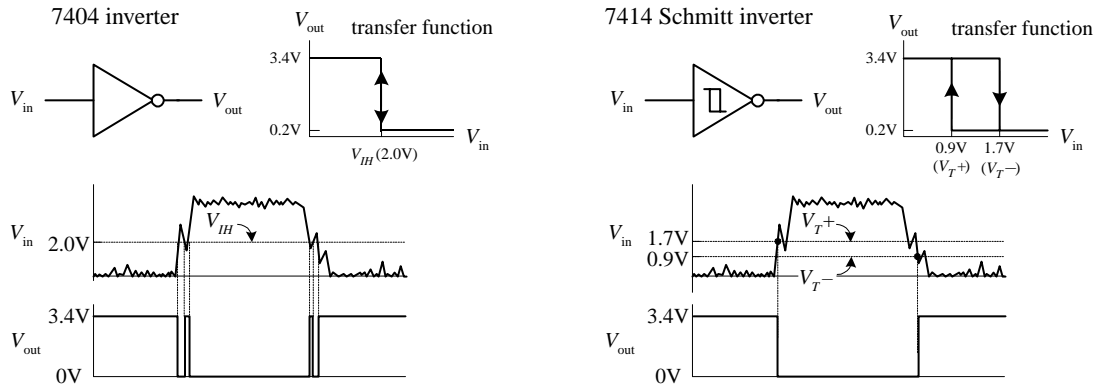 7404 inverter
V_out
transfer function
3.4V
0.2V
V_in
V_out
V_in
V_IH (2.0V)
V_in
2.0V
V_IH
3.4V
V_out
0V
7414 Schmitt inverter
V_out
transfer function
3.4V
0.2V
V_in
V_out
V_in
0.9V
(V_T+)
1.7V
(V_T−)
V_in
1.7V
0.9V
V_T+
V_T−
3.4V
V_out
0V